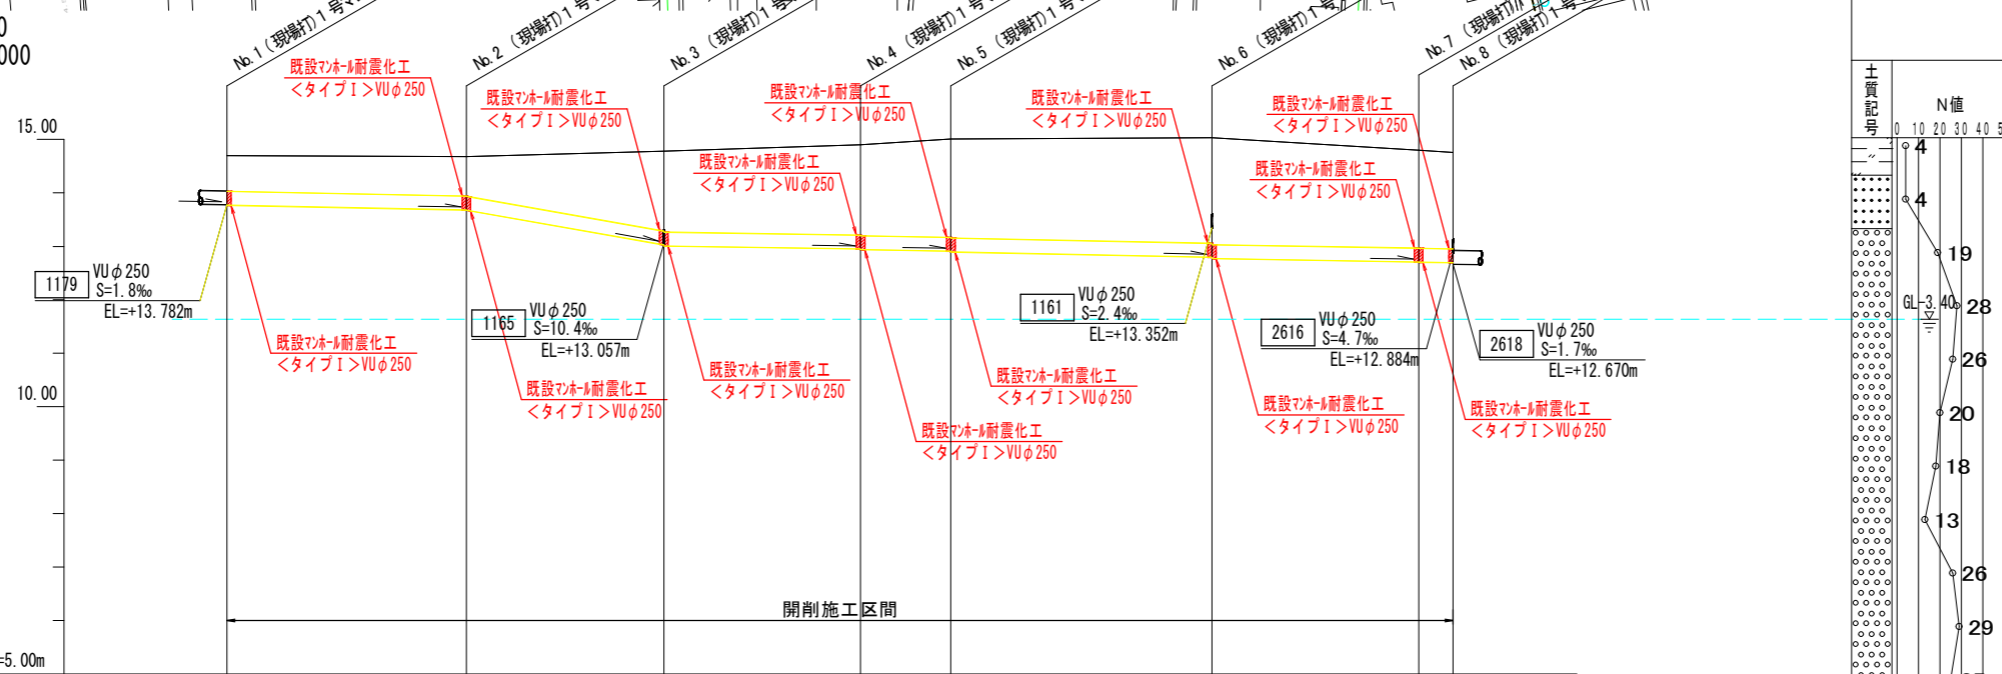 000
No.1 (現場打)1号
No.2 (現場打)1号
No.3 (現場打)1号
No.4 (現場打)1号
No.5 (現場打)1号
No.6 (現場打)1号
No.7 (現場打)1号
No.8 (現場打)1号
既設マンホール耐震化工
<タイプⅠ>VUφ250
既設マンホール耐震化工
<タイプⅠ>VUφ250
既設マンホール耐震化工
<タイプⅠ>VUφ250
既設マンホール耐震化工
<タイプⅠ>VUφ250
既設マンホール耐震化工
<タイプⅠ>VUφ250
既設マンホール耐震化工
<タイプⅠ>VUφ250
既設マンホール耐震化工
<タイプⅠ>VUφ250
15.00
1179
VUφ250
S=1.8‰
EL=+13.782m
1165
VUφ250
S=10.4‰
EL=+13.057m
1161
VUφ250
S=2.4‰
EL=+13.352m
2616
VUφ250
S=4.7‰
EL=+12.884m
2618
VUφ250
S=1.7‰
EL=+12.670m
既設マンホール耐震化工
<タイプⅠ>VUφ250
既設マンホール耐震化工
<タイプⅠ>VUφ250
既設マンホール耐震化工
<タイプⅠ>VUφ250
既設マンホール耐震化工
<タイプⅠ>VUφ250
既設マンホール耐震化工
<タイプⅠ>VUφ250
既設マンホール耐震化工
<タイプⅠ>VUφ250
既設マンホール耐震化工
<タイプⅠ>VUφ250
10.00
開削施工区間
=5.00m
土質記号
N値
0 10 20 30 40 5
4
4
19
GL-3.40
28
26
20
18
13
26
29